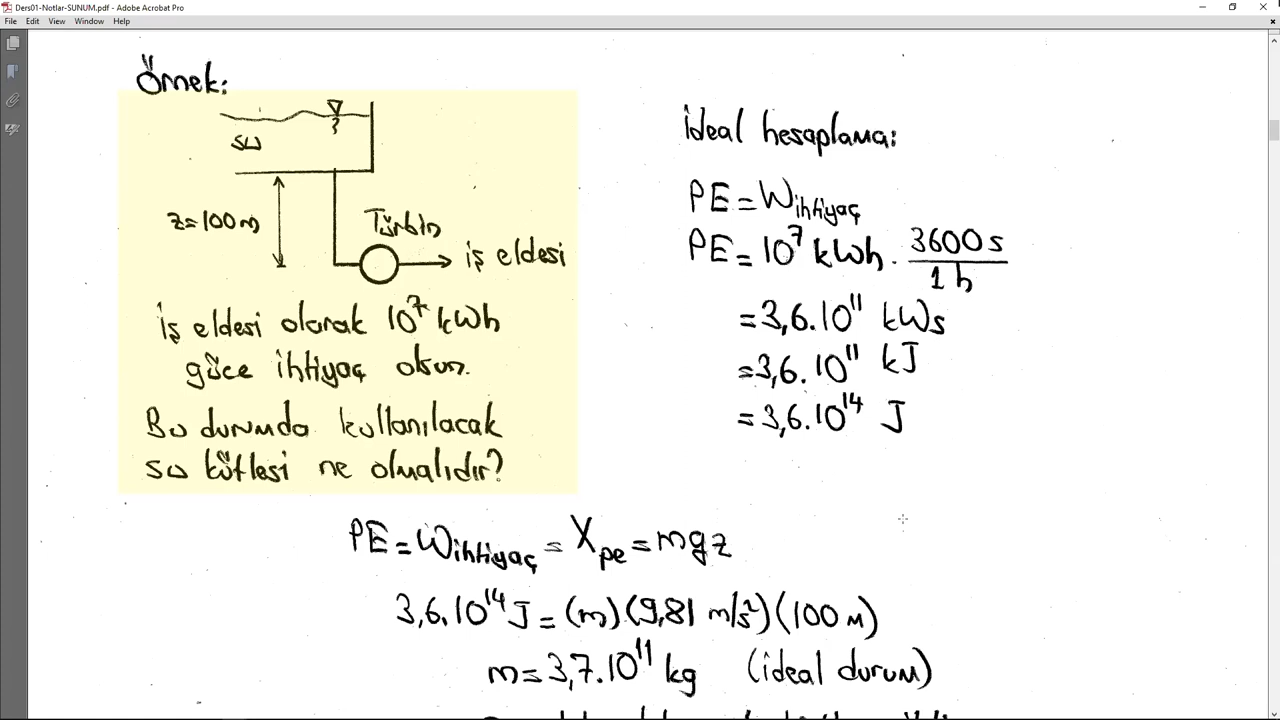 Ders01-Notlar-SUNUM.pdf - Adobe Acrobat Pro
File Edit View Window Help
Örnek:
su
z=100m
Türbin
iş eldesi
İş eldesi olarak 10⁷ kWh
güce ihtiyaç olsun.
Bu durumda kullanılacak
su kütlesi ne olmalıdır?
İdeal hesaplama:
PE = Wihtiyaç
PE = 10⁷ kWh · 3600 s / 1 h
= 3,6.10¹¹ kWs
= 3,6.10¹¹ kJ
= 3,6.10¹⁴ J
PE = Wihtiyaç = Xpe = mgz
3,6.10¹⁴ J = (m)(9,81 m/s²)(100 m)
m = 3,7.10¹¹ kg (ideal durum)